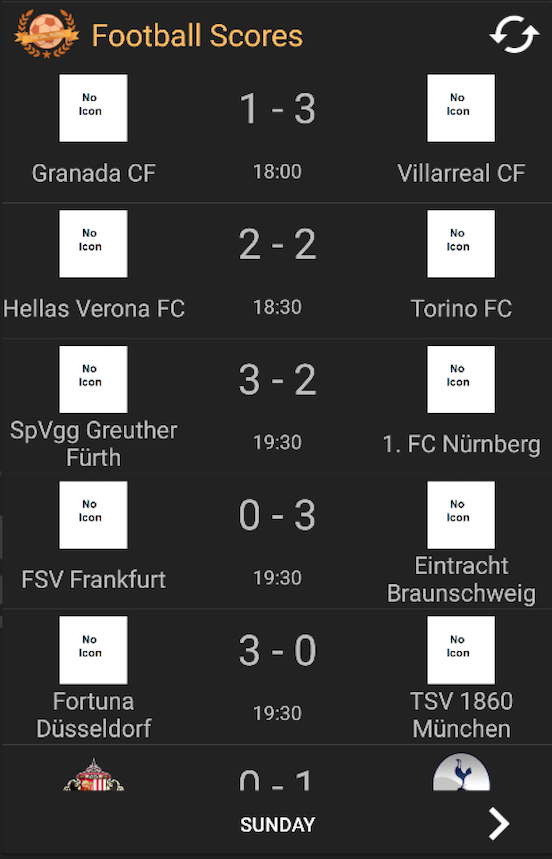 Football Scores
No
Icon
1 - 3
No
Icon
Granada CF
18:00
Villarreal CF
No
Icon
2 - 2
No
Icon
Hellas Verona FC
18:30
Torino FC
No
Icon
3 - 2
No
Icon
SpVgg Greuther
Fürth
19:30
1. FC Nürnberg
No
Icon
0 - 3
No
Icon
FSV Frankfurt
19:30
Eintracht
Braunschweig
No
Icon
3 - 0
No
Icon
Fortuna
Düsseldorf
19:30
TSV 1860
München
0 - 1
SUNDAY